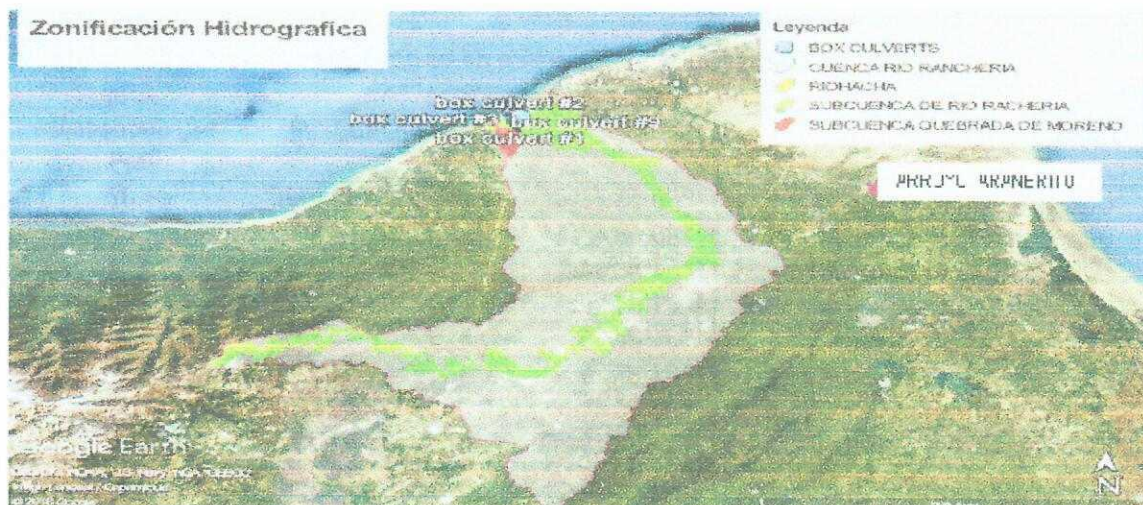 Zonificación Hidrografica
Leyenda
BOX CULVERTS
CUENCA RIO RANCHERIA
RIOHACHA
SUBCUENCA DE RIO RACHERIA
SUBCUENCA QUEBRADA DE MORENO
box culvert #2
box culvert #3 box culvert #9
box culvert #1
Google Earth
N